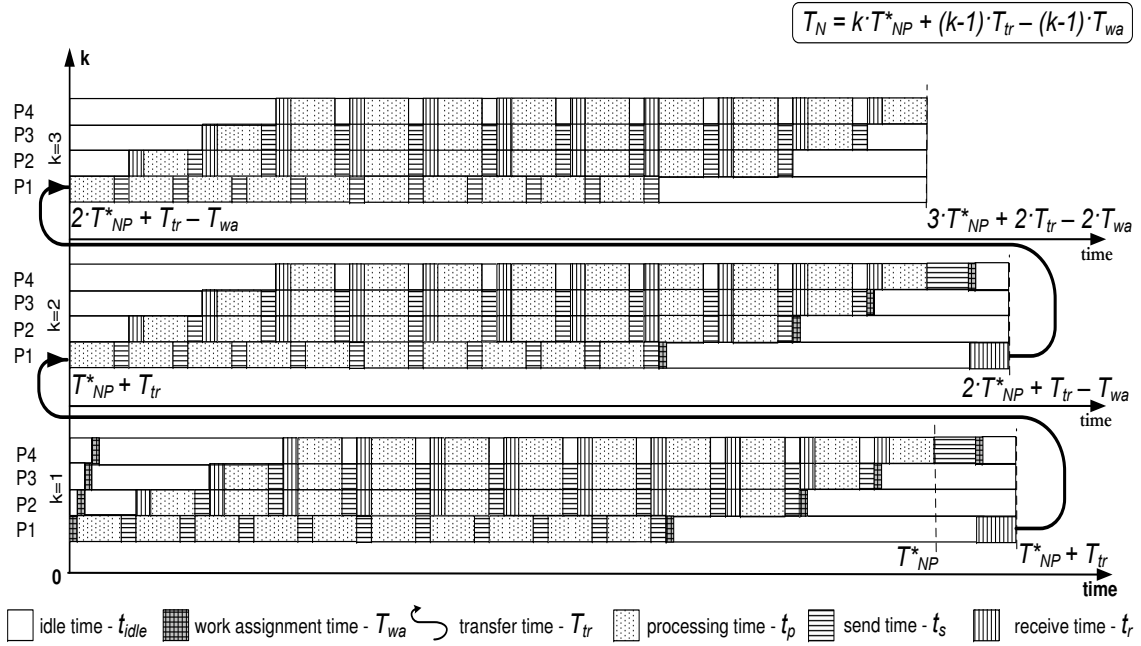 T_N = k·T*_NP + (k-1)·T_tr – (k-1)·T_wa
k
P4
P3
P2
P1
k=3
2·T*_NP + T_tr – T_wa
3·T*_NP + 2·T_tr – 2·T_wa
time
P4
P3
P2
P1
k=2
T*_NP + T_tr
2·T*_NP + T_tr – T_wa
time
P4
P3
P2
P1
k=1
T*_NP
T*_NP + T_tr
0
time
idle time - t_idle
work assignment time - T_wa
transfer time - T_tr
processing time - t_p
send time - t_s
receive time - t_r